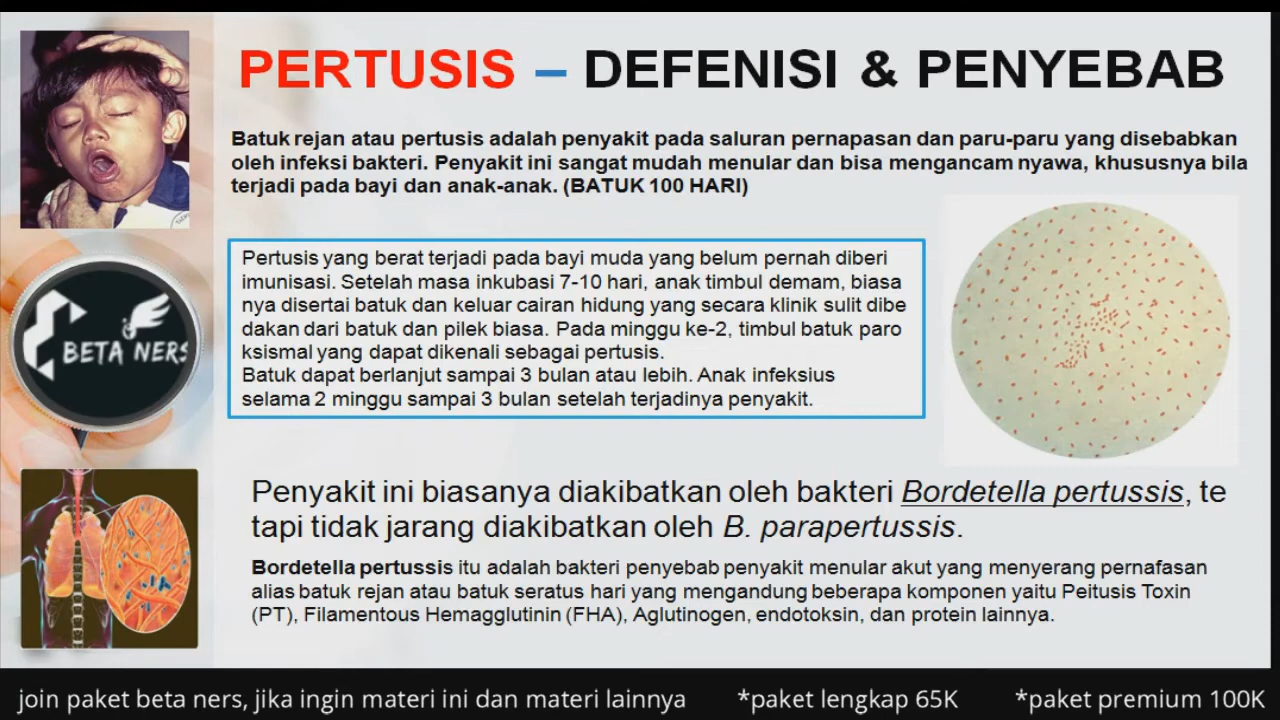 PERTUSIS – DEFENISI & PENYEBAB
Batuk rejan atau pertusis adalah penyakit pada saluran pernapasan dan paru-paru yang disebabkan
oleh infeksi bakteri. Penyakit ini sangat mudah menular dan bisa mengancam nyawa, khususnya bila
terjadi pada bayi dan anak-anak. (BATUK 100 HARI)
Pertusis yang berat terjadi pada bayi muda yang belum pernah diberi
imunisasi. Setelah masa inkubasi 7-10 hari, anak timbul demam, biasa
nya disertai batuk dan keluar cairan hidung yang secara klinik sulit dibe
dakan dari batuk dan pilek biasa. Pada minggu ke-2, timbul batuk paro
ksismal yang dapat dikenali sebagai pertusis.
Batuk dapat berlanjut sampai 3 bulan atau lebih. Anak infeksius
selama 2 minggu sampai 3 bulan setelah terjadinya penyakit.
BETA NERS
Penyakit ini biasanya diakibatkan oleh bakteri Bordetella pertussis, te
tapi tidak jarang diakibatkan oleh B. parapertussis.
Bordetella pertussis itu adalah bakteri penyebab penyakit menular akut yang menyerang pernafasan
alias batuk rejan atau batuk seratus hari yang mengandung beberapa komponen yaitu Peitusis Toxin
(PT), Filamentous Hemagglutinin (FHA), Aglutinogen, endotoksin, dan protein lainnya.
join paket beta ners, jika ingin materi ini dan materi lainnya *paket lengkap 65K *paket premium 100K